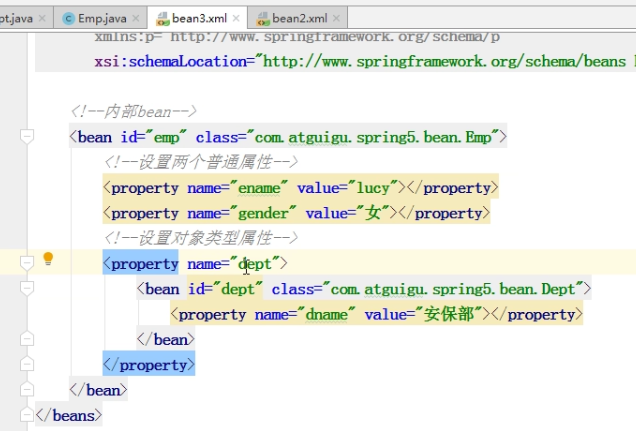 pt.java Emp.java bean3.xml bean2.xml
xmlns:p="http://www.springframework.org/schema/p
xsi:schemaLocation="http://www.springframework.org/schema/beans
<!--内部bean-->
<bean id="emp" class="com.atguigu.spring5.bean.Emp">
<!--设置两个普通属性-->
<property name="ename" value="lucy"></property>
<property name="gender" value="女"></property>
<!--设置对象类型属性-->
<property name="dept">
<bean id="dept" class="com.atguigu.spring5.bean.Dept">
<property name="dname" value="安保部"></property>
</bean>
</property>
</bean>
</beans>